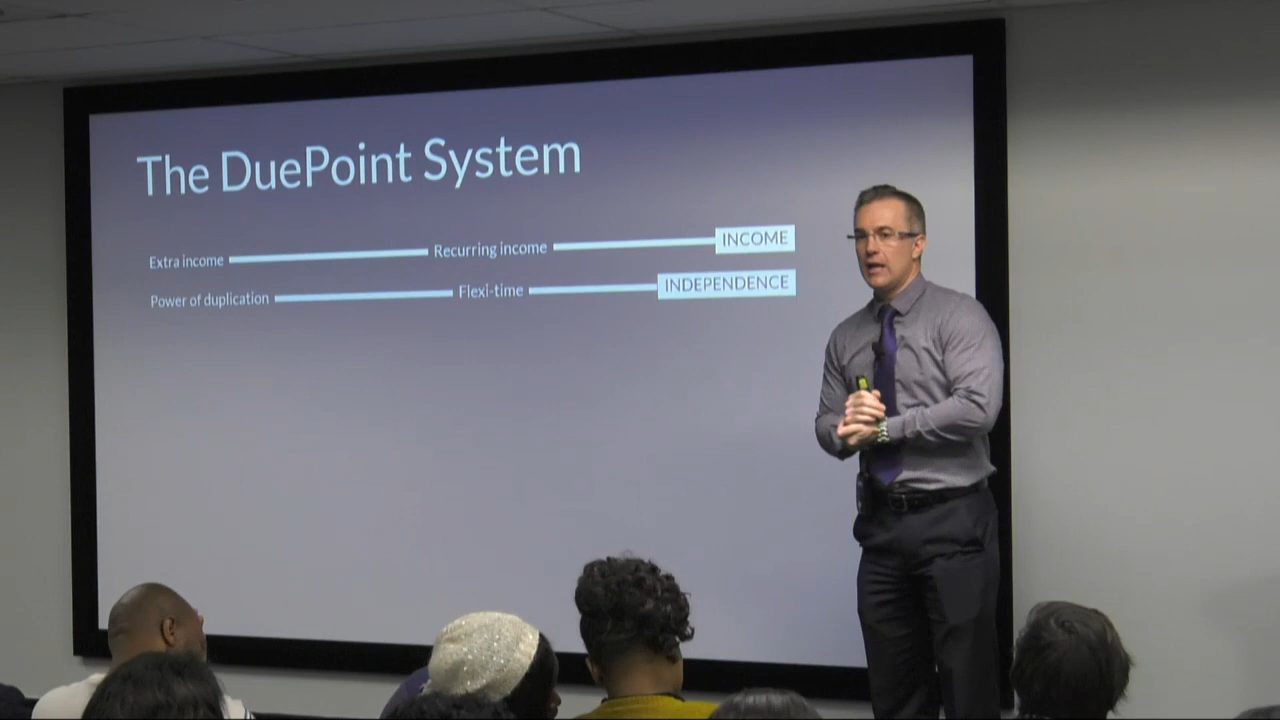 The DuePoint System
Extra income Recurring income INCOME
Power of duplication Flexi-time INDEPENDENCE